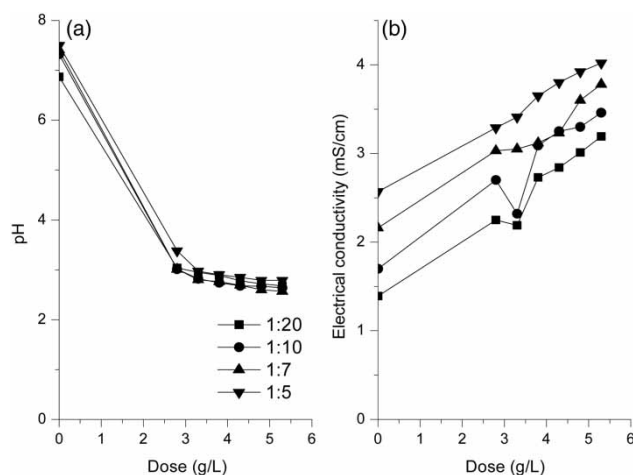 (a)
8
6
4
2
0
pH
0 1 2 3 4 5 6
Dose (g/L)
1:20
1:10
1:7
1:5
(b)
4
3
2
1
0
Electrical conductivity (mS/cm)
0 1 2 3 4 5 6
Dose (g/L)